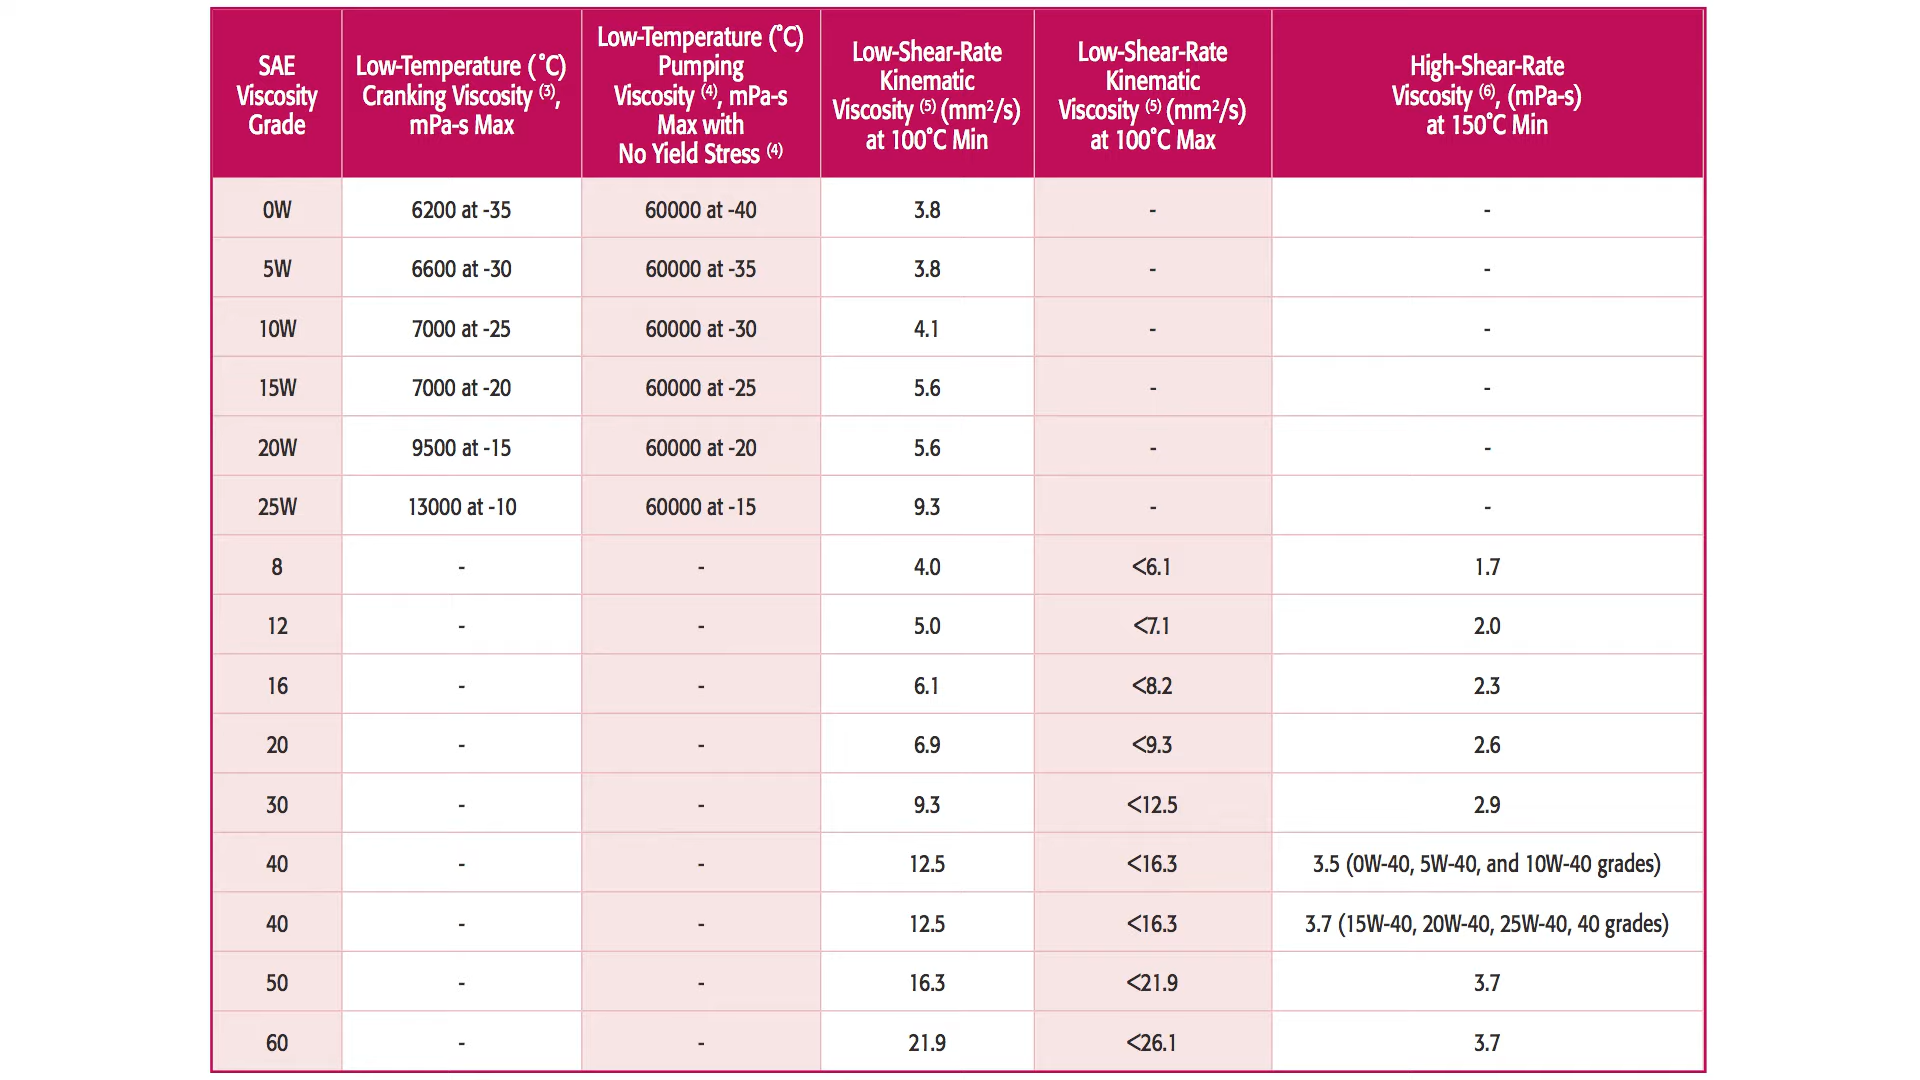 SAE Viscosity Grade | Low-Temperature (˚C) Cranking Viscosity (3), mPa-s Max | Low-Temperature (˚C) Pumping Viscosity (4), mPa-s Max with No Yield Stress (4) | Low-Shear-Rate Kinematic Viscosity (5) (mm2/s) at 100˚C Min | Low-Shear-Rate Kinematic Viscosity (5) (mm2/s) at 100˚C Max | High-Shear-Rate Viscosity (6), (mPa-s) at 150˚C Min
0W | 6200 at -35 | 60000 at -40 | 3.8 | - | -
5W | 6600 at -30 | 60000 at -35 | 3.8 | - | -
10W | 7000 at -25 | 60000 at -30 | 4.1 | - | -
15W | 7000 at -20 | 60000 at -25 | 5.6 | - | -
20W | 9500 at -15 | 60000 at -20 | 5.6 | - | -
25W | 13000 at -10 | 60000 at -15 | 9.3 | - | -
8 | - | - | 4.0 | <6.1 | 1.7
12 | - | - | 5.0 | <7.1 | 2.0
16 | - | - | 6.1 | <8.2 | 2.3
20 | - | - | 6.9 | <9.3 | 2.6
30 | - | - | 9.3 | <12.5 | 2.9
40 | - | - | 12.5 | <16.3 | 3.5 (0W-40, 5W-40, and 10W-40 grades)
40 | - | - | 12.5 | <16.3 | 3.7 (15W-40, 20W-40, 25W-40, 40 grades)
50 | - | - | 16.3 | <21.9 | 3.7
60 | - | - | 21.9 | <26.1 | 3.7